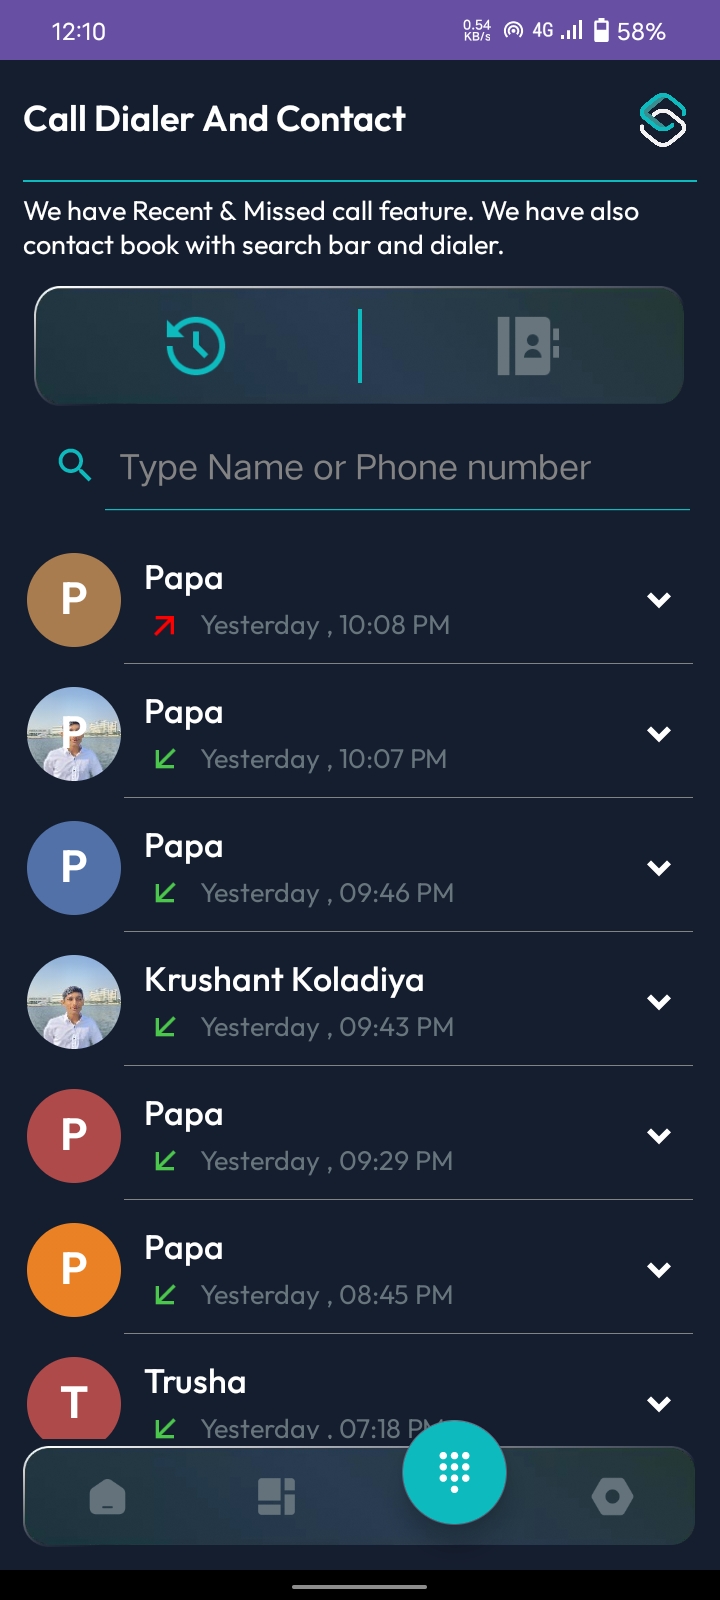 12:10
0.54
KB/s
4G
58%
Call Dialer And Contact
We have Recent & Missed call feature. We have also
contact book with search bar and dialer.
Type Name or Phone number
P
Papa
Yesterday , 10:08 PM
P
Papa
Yesterday , 10:07 PM
P
Papa
Yesterday , 09:46 PM
Krushant Koladiya
Yesterday , 09:43 PM
P
Papa
Yesterday , 09:29 PM
P
Papa
Yesterday , 08:45 PM
T
Trusha
Yesterday , 07:18 PM